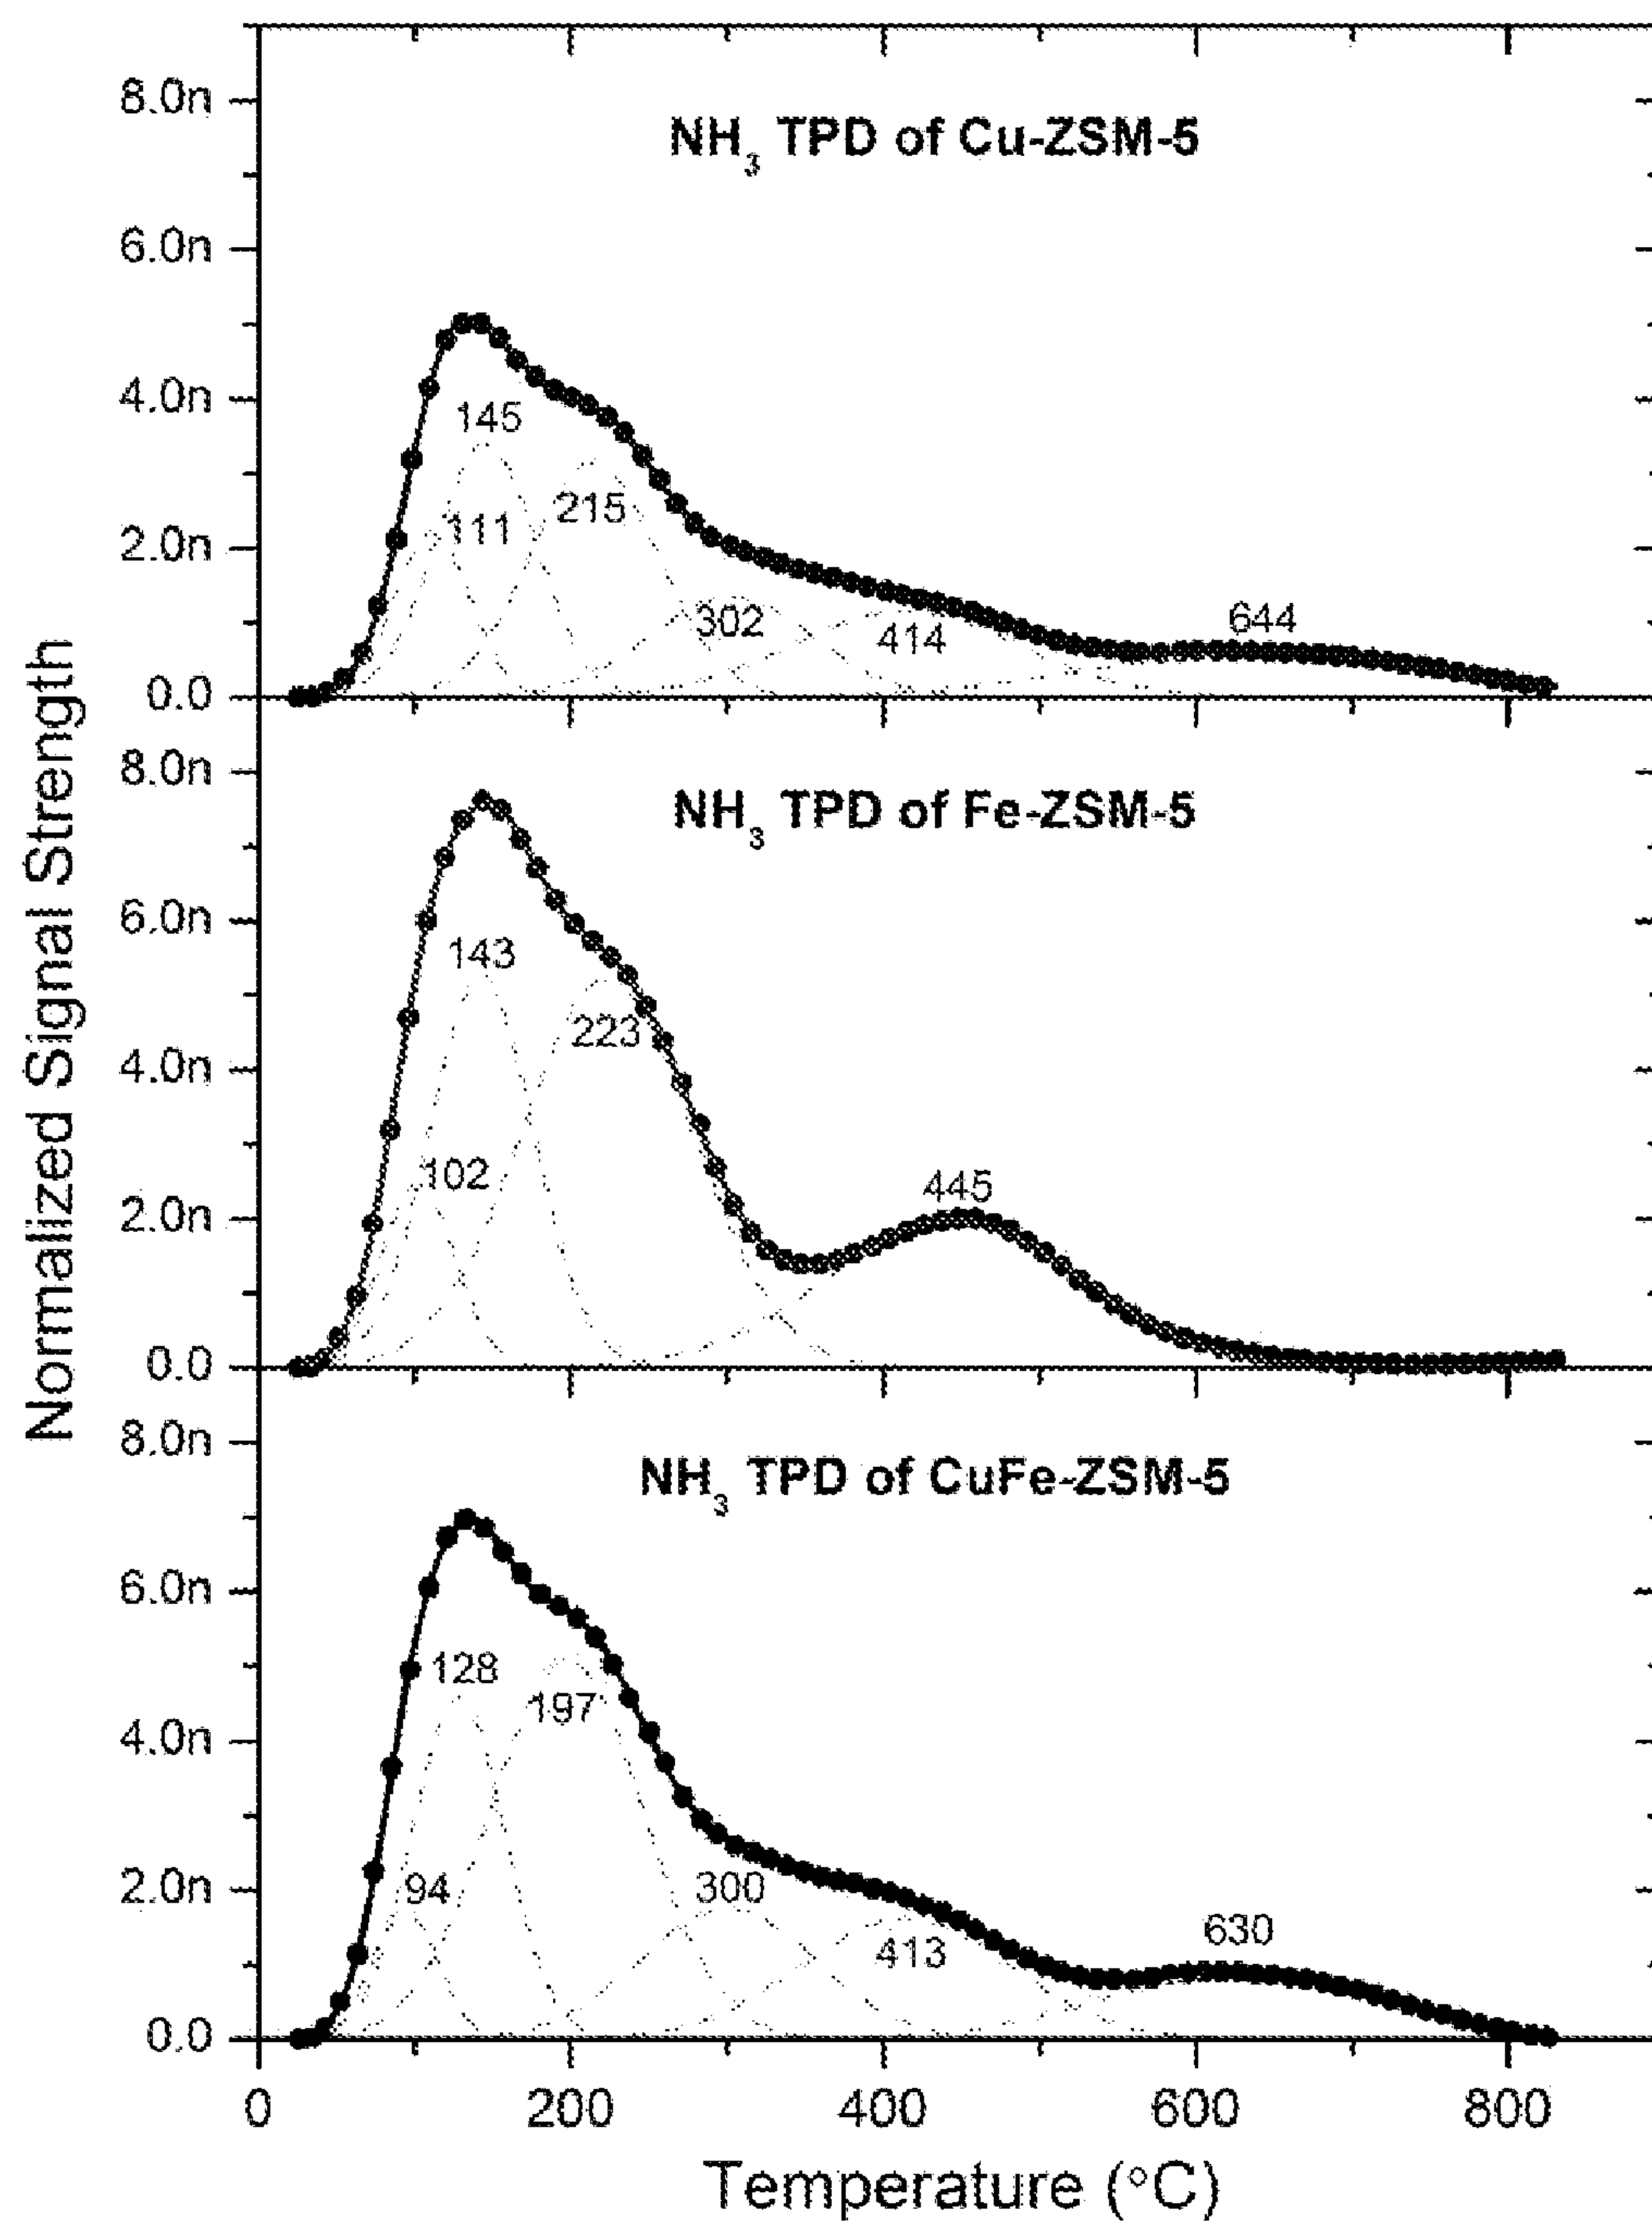 Normalized Signal Strength
NH3 TPD of Cu-ZSM-5
8.0n
6.0n
4.0n
2.0n
0.0
145
111
215
302
414
644
NH3 TPD of Fe-ZSM-5
8.0n
6.0n
4.0n
2.0n
0.0
143
102
223
445
NH3 TPD of CuFe-ZSM-5
8.0n
6.0n
4.0n
2.0n
0.0
128
94
197
300
413
630
0 200 400 600 800
Temperature (°C)